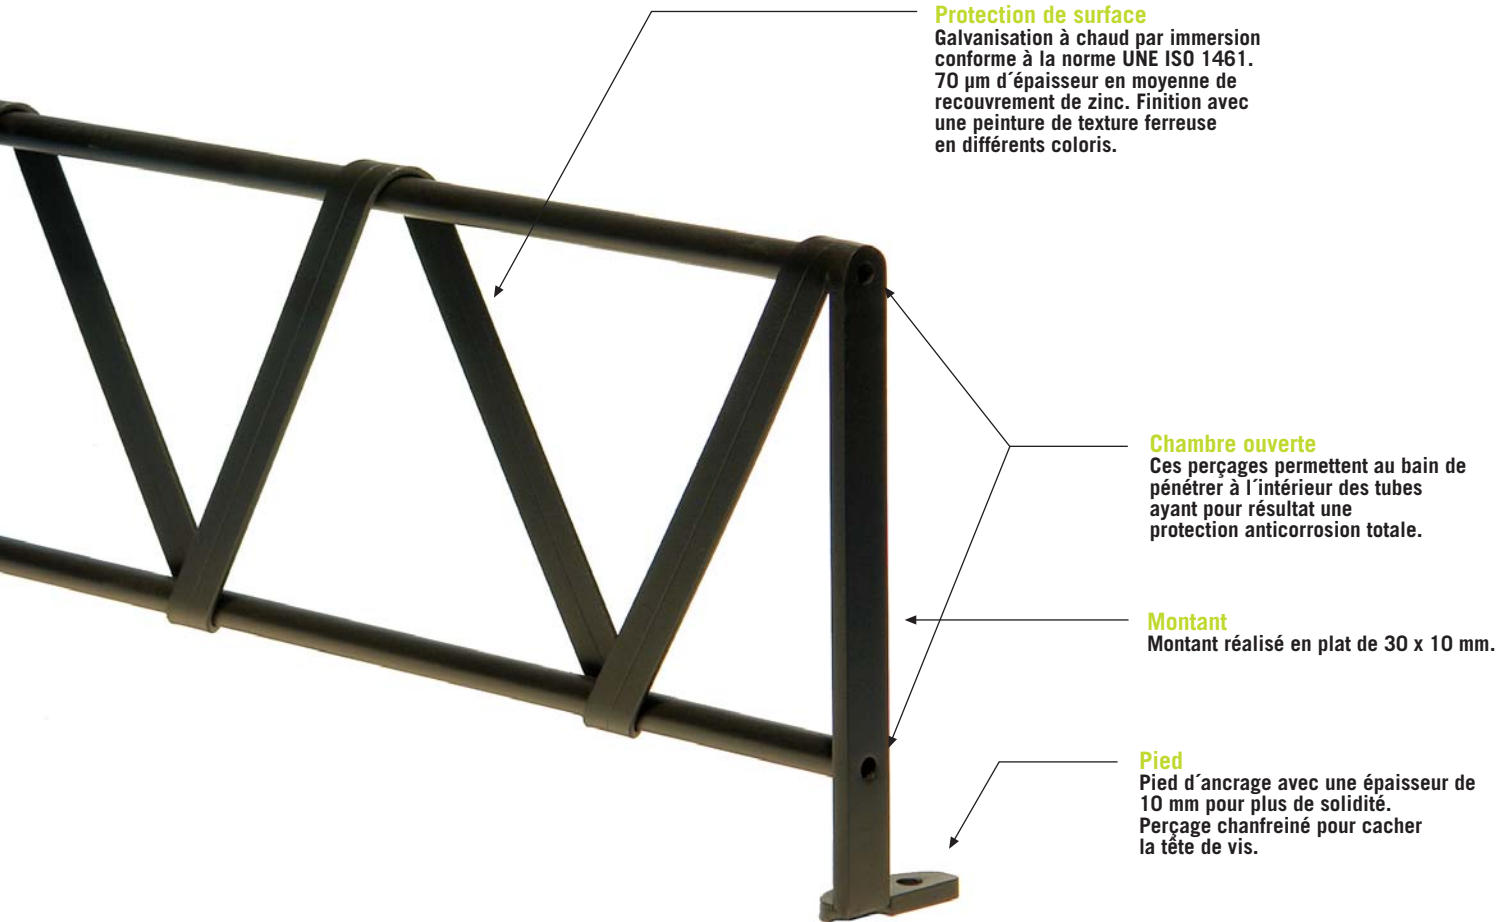 Protection de surface
Galvanisation à chaud par immersion
conforme à la norme UNE ISO 1461.
70 µm d´épaisseur en moyenne de
recouvrement de zinc. Finition avec
une peinture de texture ferreuse
en différents coloris.
Chambre ouverte
Ces perçages permettent au bain de
pénétrer à l´intérieur des tubes
ayant pour résultat une
protection anticorrosion totale.
Montant
Montant réalisé en plat de 30 x 10 mm.
Pied
Pied d´ancrage avec une épaisseur de
10 mm pour plus de solidité.
Perçage chanfreiné pour cacher
la tête de vis.